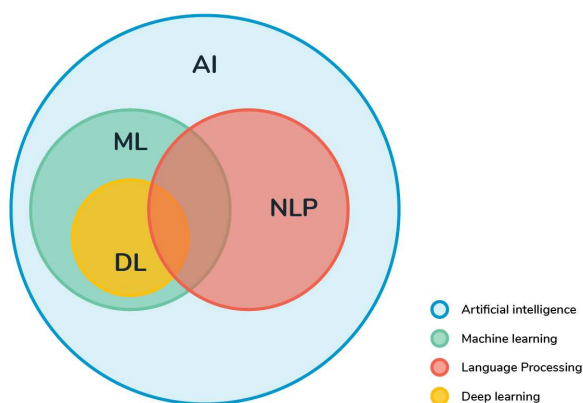 AI
ML
NLP
DL
Artificial intelligence
Machine learning
Language Processing
Deep learning